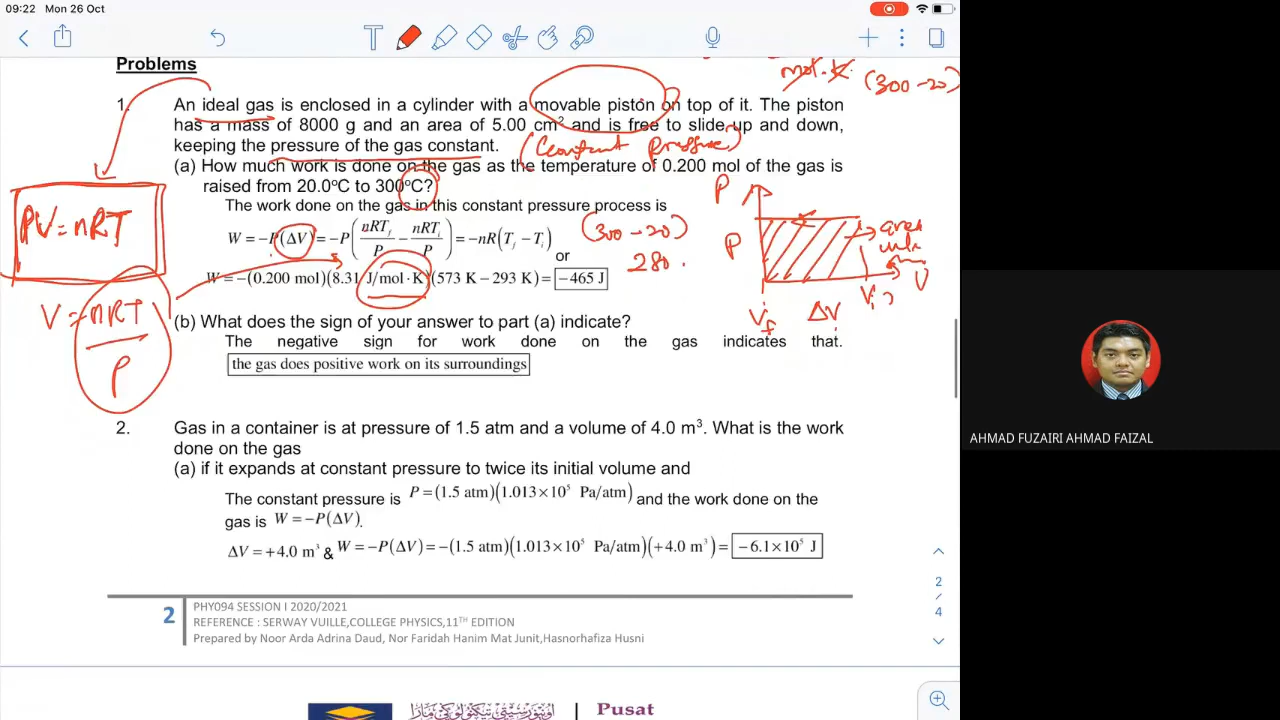 09:22 Mon 26 Oct
Problems
mol.K (300-20)
1. An ideal gas is enclosed in a cylinder with a movable piston on top of it. The piston
has a mass of 8000 g and an area of 5.00 cm² and is free to slide up and down,
keeping the pressure of the gas constant. (Constant Pressure)
(a) How much work is done on the gas as the temperature of 0.200 mol of the gas is
raised from 20.0°C to 300°C?
The work done on the gas in this constant pressure process is
W = −P(ΔV) = −P(nRT_f/P − nRT_i/P) = −nR(T_f − T_i)
or
W = −(0.200 mol)(8.31 J/mol·K)(573 K − 293 K) = −465 J
(300-20)
280.
PV=nRT
V=nRT
P
P
P
area
V
V_f ΔV V_i
(b) What does the sign of your answer to part (a) indicate?
The negative sign for work done on the gas indicates that.
the gas does positive work on its surroundings
2. Gas in a container is at pressure of 1.5 atm and a volume of 4.0 m³. What is the work
done on the gas
(a) if it expands at constant pressure to twice its initial volume and
The constant pressure is P = (1.5 atm)(1.013×10⁵ Pa/atm) and the work done on the
gas is W = −P(ΔV).
ΔV = +4.0 m³ & W = −P(ΔV) = −(1.5 atm)(1.013×10⁵ Pa/atm)(+4.0 m³) = −6.1×10⁵ J
2 PHY094 SESSION I 2020/2021
REFERENCE : SERWAY VUILLE,COLLEGE PHYSICS,11TH EDITION
Prepared by Noor Arda Adrina Daud, Nor Faridah Hanim Mat Junit,Hasnorhafiza Husni
2
/
4
Pusat
AHMAD FUZAIRI AHMAD FAIZAL